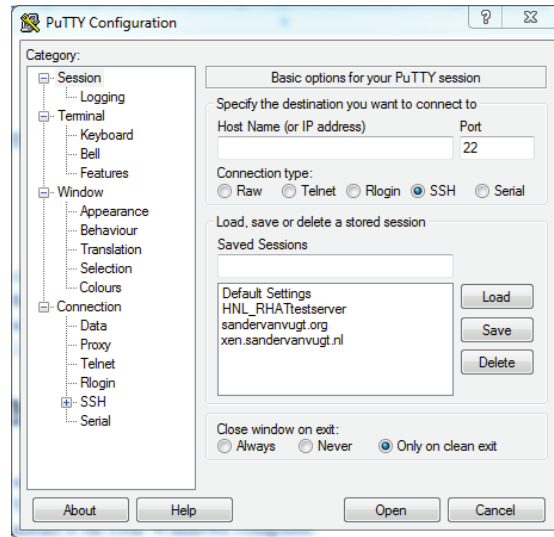 PuTTY Configuration
Category:
Session
Logging
Terminal
Keyboard
Bell
Features
Window
Appearance
Behaviour
Translation
Selection
Colours
Connection
Data
Proxy
Telnet
Rlogin
SSH
Serial
Basic options for your PuTTY session
Specify the destination you want to connect to
Host Name (or IP address) Port
22
Connection type:
Raw Telnet Rlogin SSH Serial
Load, save or delete a stored session
Saved Sessions
Default Settings
HNL_RHATtestserver
sandervanvugt.org
xen.sandervanvugt.nl
Load
Save
Delete
Close window on exit:
Always Never Only on clean exit
About Help Open Cancel